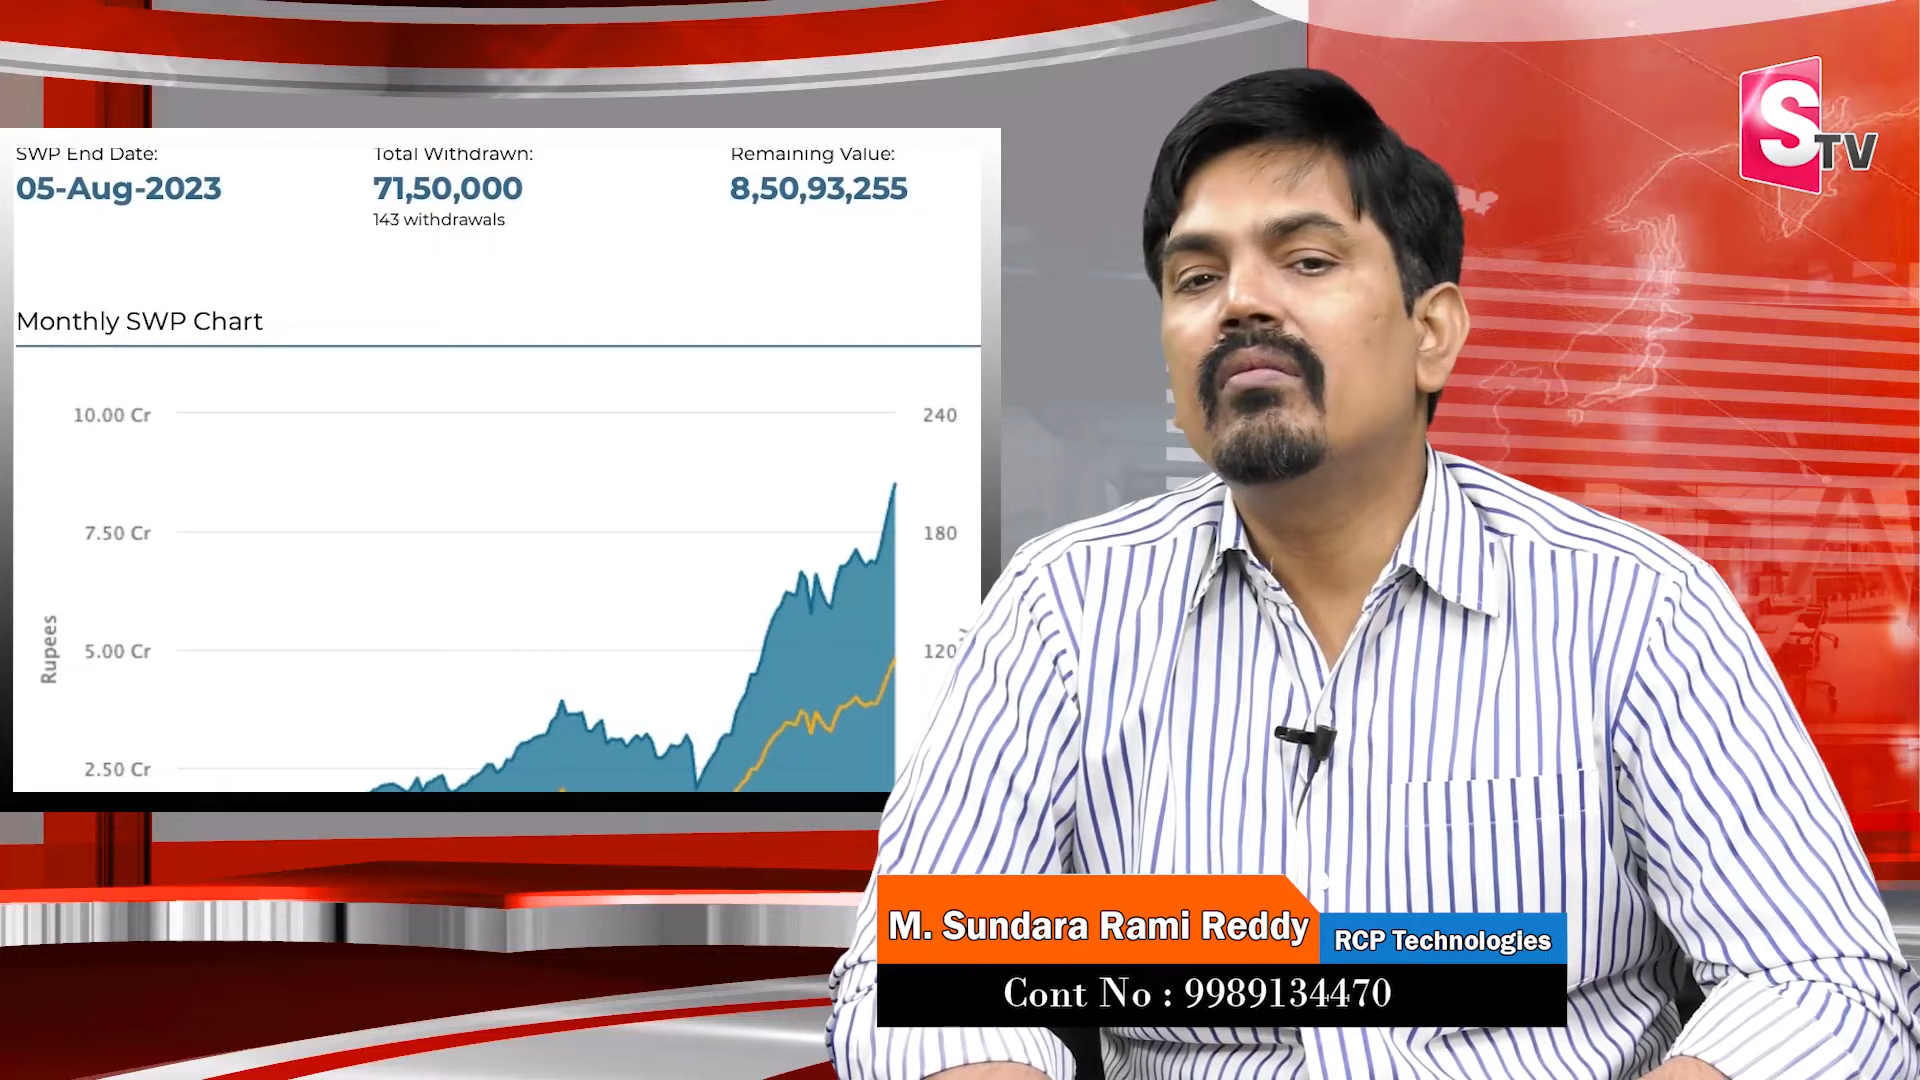 STV
SWP End Date:
05-Aug-2023
Total Withdrawn:
71,50,000
143 withdrawals
Remaining Value:
8,50,93,255
Monthly SWP Chart
10.00 Cr
240
7.50 Cr
180
5.00 Cr
120
2.50 Cr
Rupees
M. Sundara Rami Reddy
RCP Technologies
Cont No : 9989134470